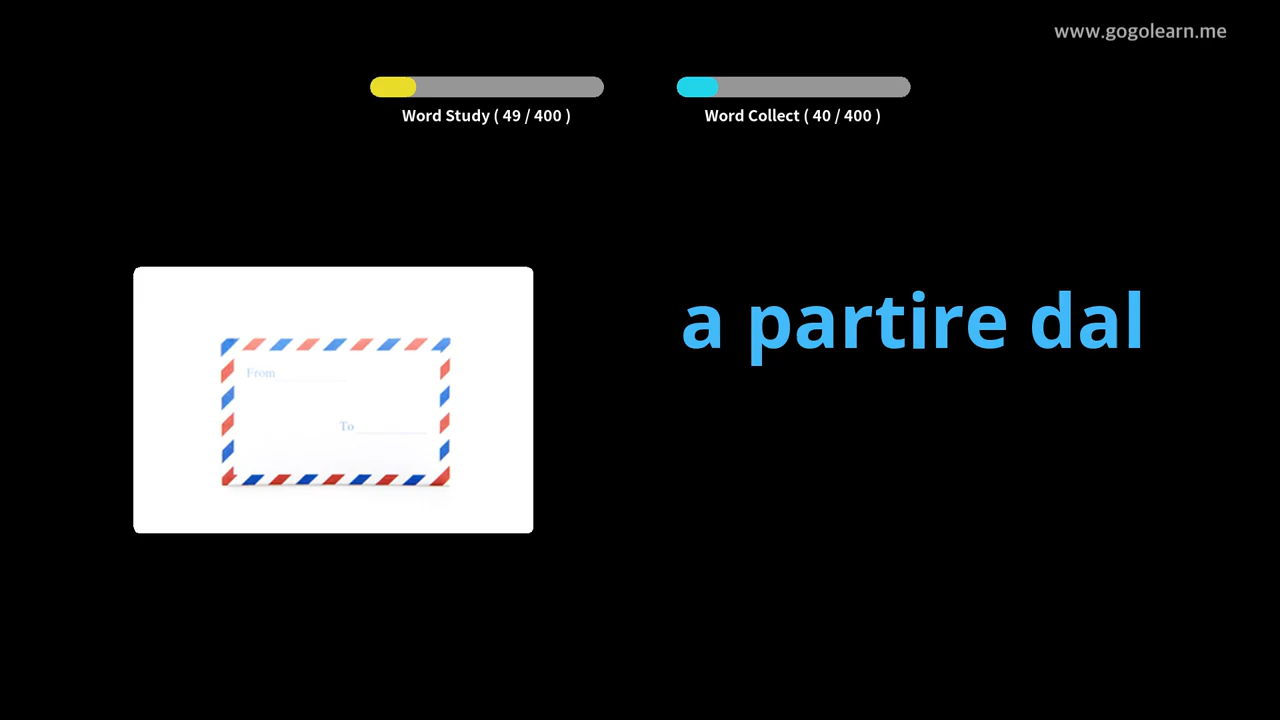 www.gogolearn.me
Word Study ( 49 / 400 )
Word Collect ( 40 / 400 )
a partire dal
From
To